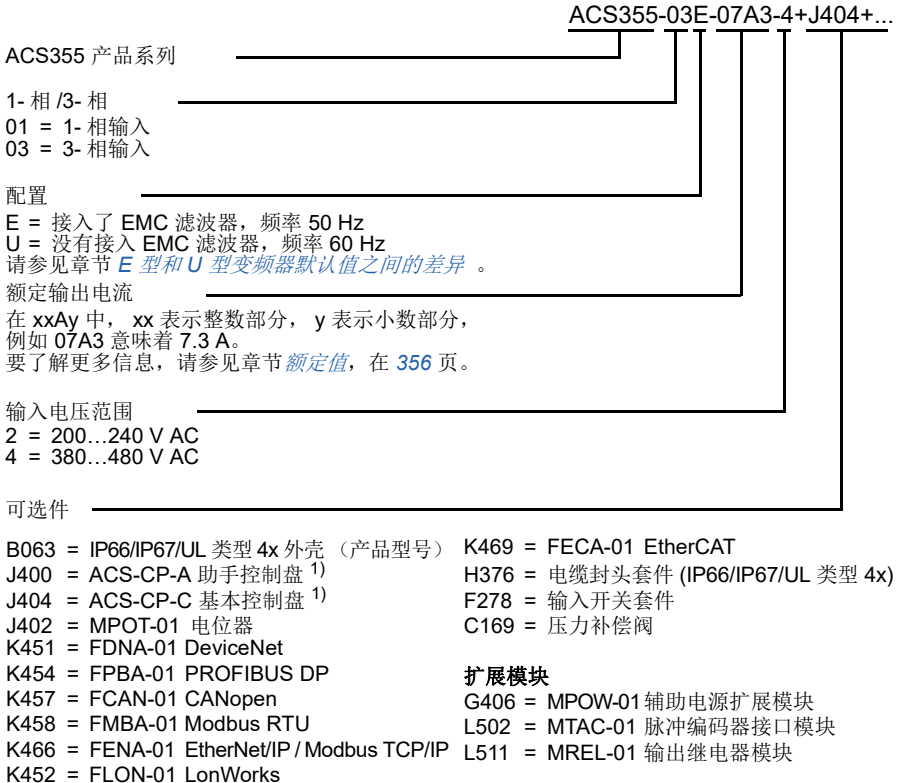 ACS355-03E-07A3-4+J404+...
ACS355 产品系列
1- 相 /3- 相
01 = 1- 相输入
03 = 3- 相输入
配置
E = 接入了 EMC 滤波器，频率 50 Hz
U = 没有接入 EMC 滤波器，频率 60 Hz
请参见章节 E 型和 U 型变频器默认值之间的差异 。
额定输出电流
在 xxAy 中， xx 表示整数部分， y 表示小数部分，
例如 07A3 意味着 7.3 A。
要了解更多信息，请参见章节额定值，在 356 页。
输入电压范围
2 = 200…240 V AC
4 = 380…480 V AC
可选件
B063 = IP66/IP67/UL 类型 4x 外壳 （产品型号）
J400 = ACS-CP-A 助手控制盘 1)
J404 = ACS-CP-C 基本控制盘 1)
J402 = MPOT-01 电位器
K451 = FDNA-01 DeviceNet
K454 = FPBA-01 PROFIBUS DP
K457 = FCAN-01 CANopen
K458 = FMBA-01 Modbus RTU
K466 = FENA-01 EtherNet/IP / Modbus TCP/IP
K452 = FLON-01 LonWorks
K469 = FECA-01 EtherCAT
H376 = 电缆封头套件 (IP66/IP67/UL 类型 4x)
F278 = 输入开关套件
C169 = 压力补偿阀
扩展模块
G406 = MPOW-01 辅助电源扩展模块
L502 = MTAC-01 脉冲编码器接口模块
L511 = MREL-01 输出继电器模块